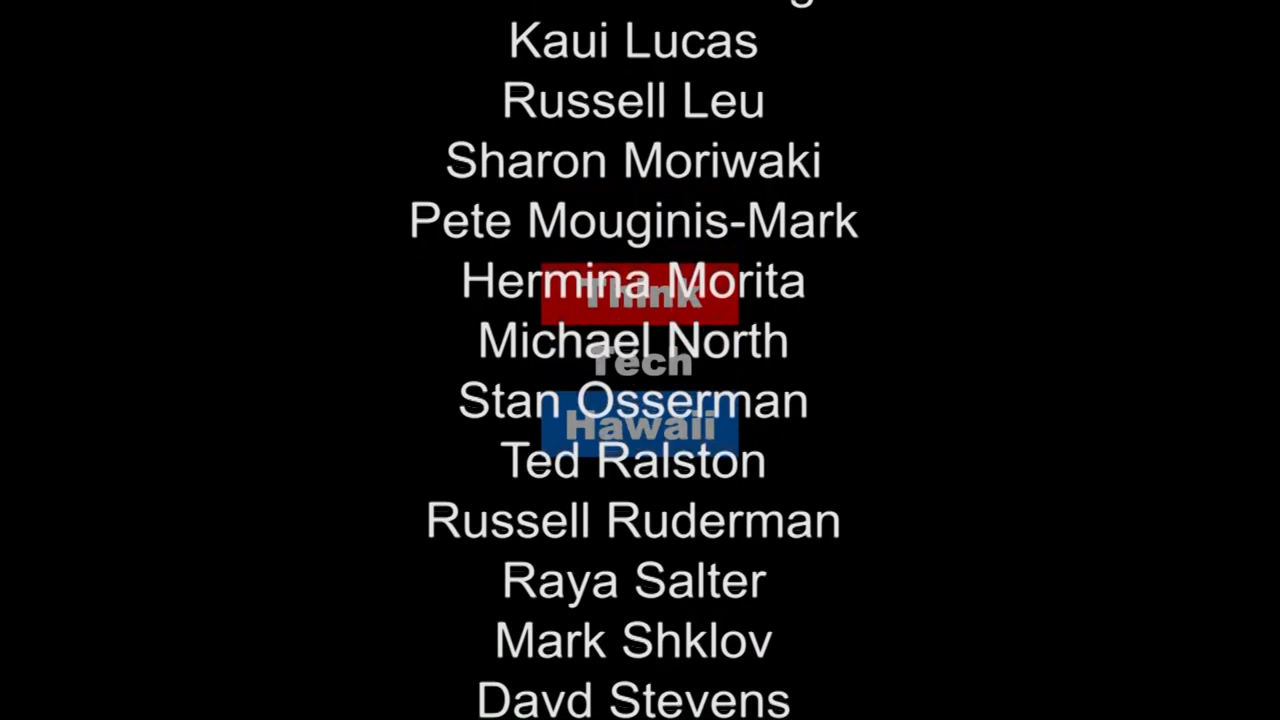 Kaui Lucas
Russell Leu
Sharon Moriwaki
Pete Mouginis-Mark
Hermina Morita
Think
Michael North
Tech
Stan Osserman
Hawaii
Ted Ralston
Russell Ruderman
Raya Salter
Mark Shklov
Davd Stevens